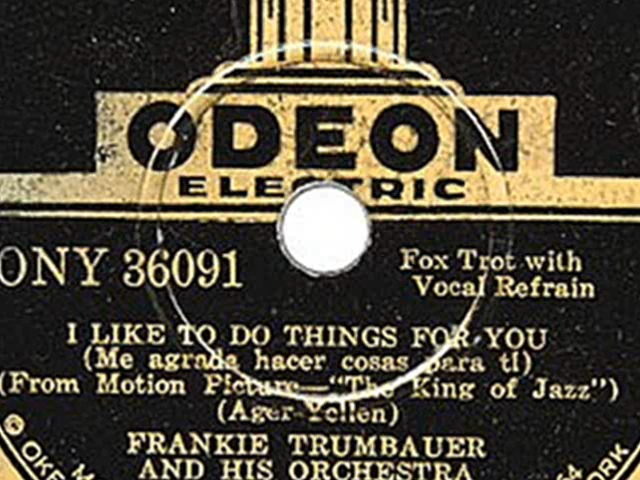 ODEON
ELECTRIC
ONY 36091
Fox Trot with
Vocal Refrain
I LIKE TO DO THINGS FOR YOU
(Me agrada hacer cosas para ti)
(From Motion Picture—"The King of Jazz")
(Ager-Yellen)
FRANKIE TRUMBAUER
AND HIS ORCHESTRA